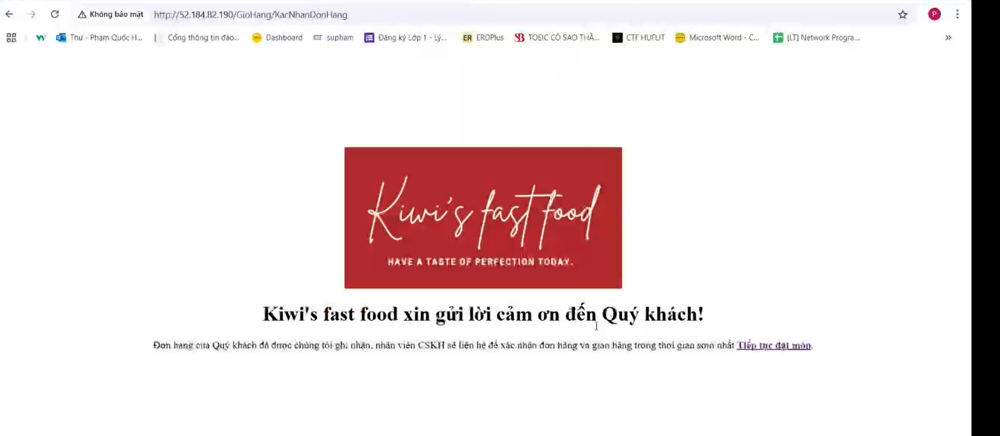 Không bảo mật http://52.184.82.190/GioHang/XacNhanDonHang
Thư - Phạm Quốc H... Cổng thông tin đào... Dashboard supham Đăng ký Lớp 1 - Lý... ER ERDPlus TOEIC CÔ SAO THẦ... CTF HUFLIT Microsoft Word - C... [LT] Network Progra... »
Kiwi's fast food
HAVE A TASTE OF PERFECTION TODAY.
Kiwi's fast food xin gửi lời cảm ơn đến Quý khách!
Đơn hàng của Quý khách đã được chúng tôi ghi nhận, nhân viên CSKH sẽ liên hệ để xác nhận đơn hàng và gian hàng trong thời gian sớm nhất Tiếp tục đặt món.